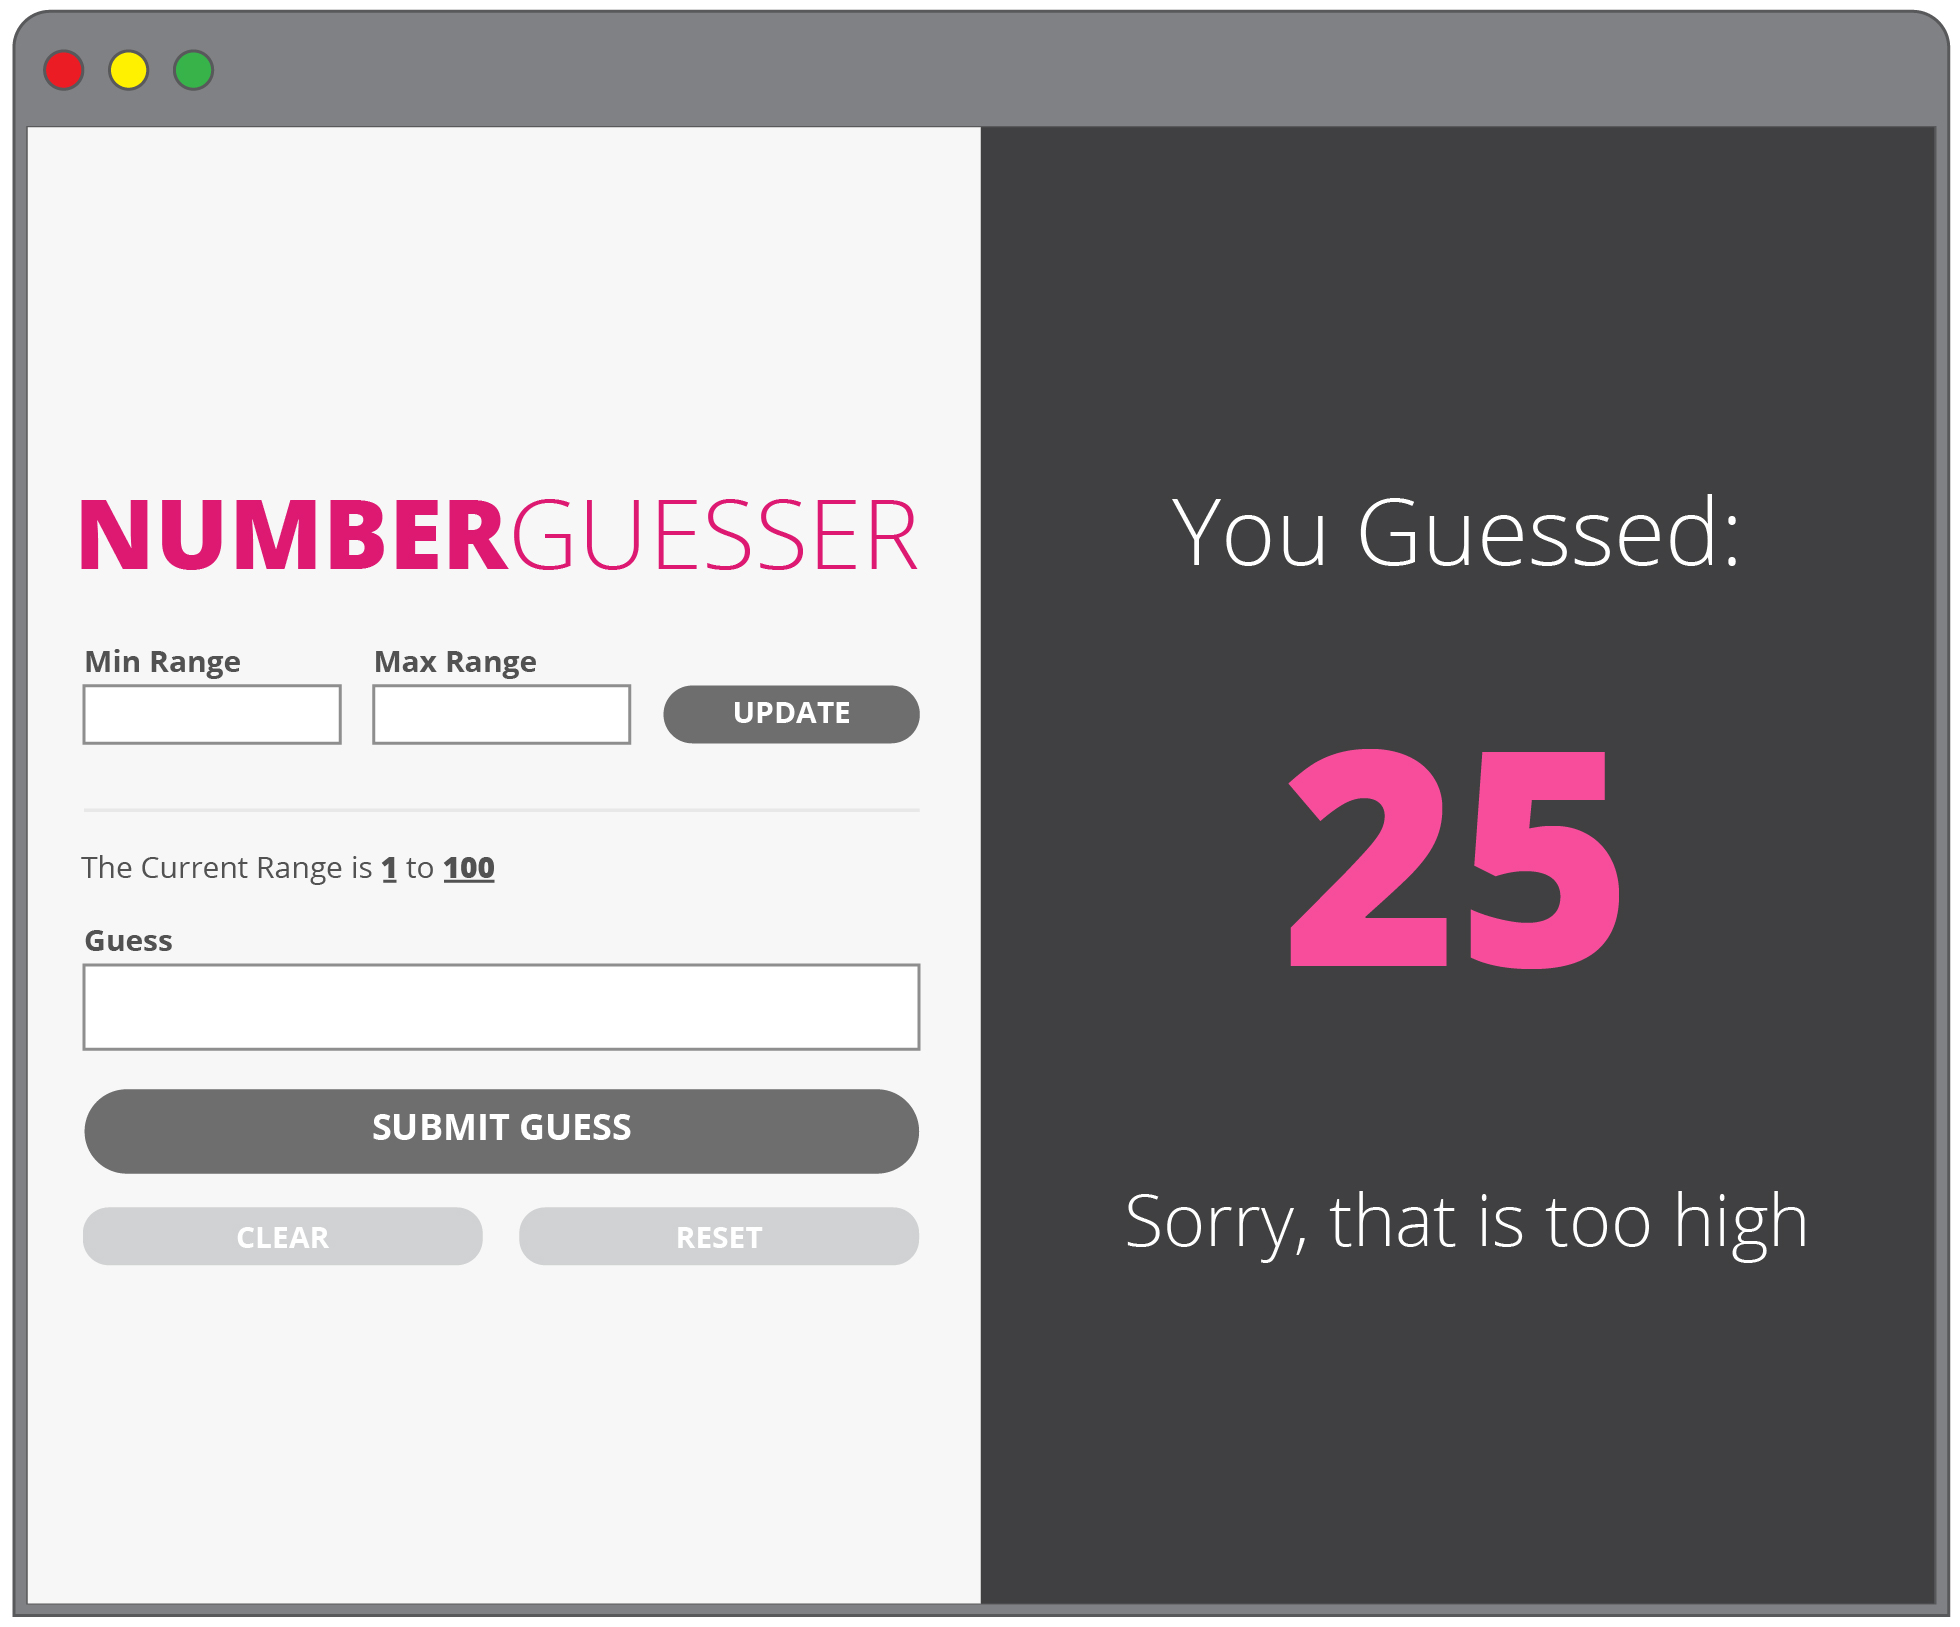 NUMBERGUESSER
Min Range
Max Range
UPDATE
The Current Range is 1 to 100
Guess
SUBMIT GUESS
CLEAR
RESET
You Guessed:
25
Sorry, that is too high